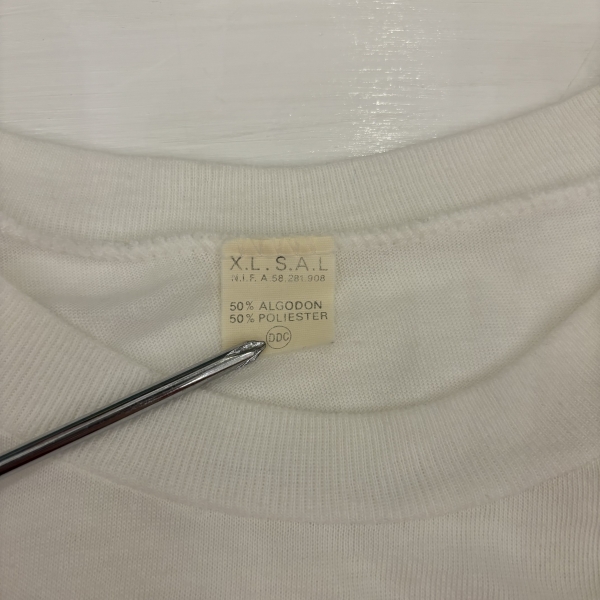 X.L. S.A.L
N.I.F. A.58.281.908
50% ALGODON
50% POLIESTER
DDC